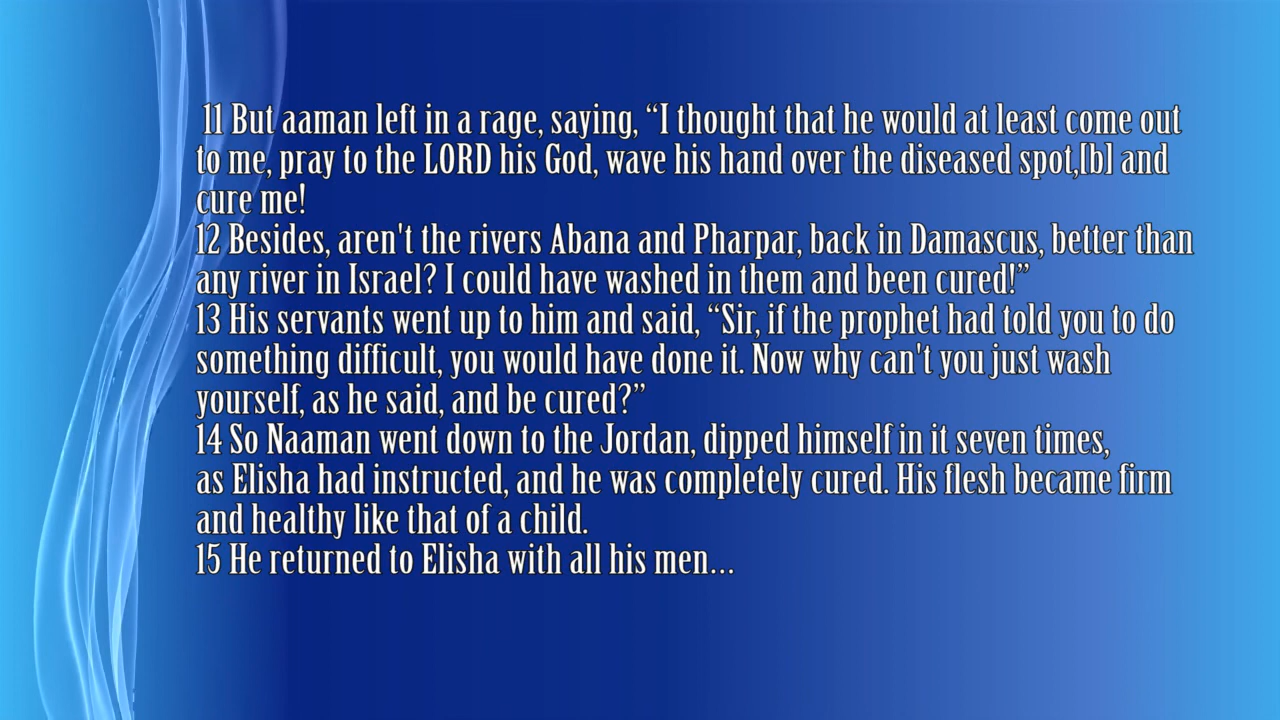 11 But aaman left in a rage, saying, “I thought that he would at least come out
to me, pray to the LORD his God, wave his hand over the diseased spot,[b] and
cure me!
12 Besides, aren't the rivers Abana and Pharpar, back in Damascus, better than
any river in Israel? I could have washed in them and been cured!”
13 His servants went up to him and said, “Sir, if the prophet had told you to do
something difficult, you would have done it. Now why can't you just wash
yourself, as he said, and be cured?”
14 So Naaman went down to the Jordan, dipped himself in it seven times,
as Elisha had instructed, and he was completely cured. His flesh became firm
and healthy like that of a child.
15 He returned to Elisha with all his men...